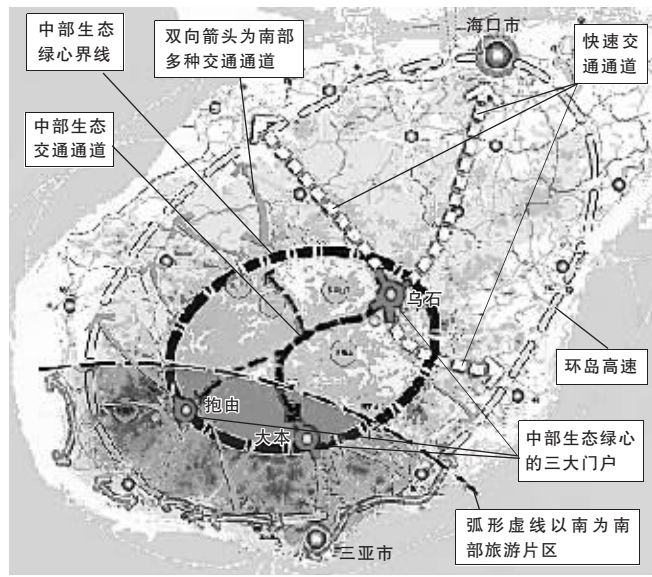 中部生态
绿心界线
双向箭头为南部
多种交通通道
海口市
快速交
通通道
中部生态
交通通道
乌石
环岛高速
抱由
大本
中部生态绿心
的三大门户
弧形虚线以南为南
部旅游片区
三亚市